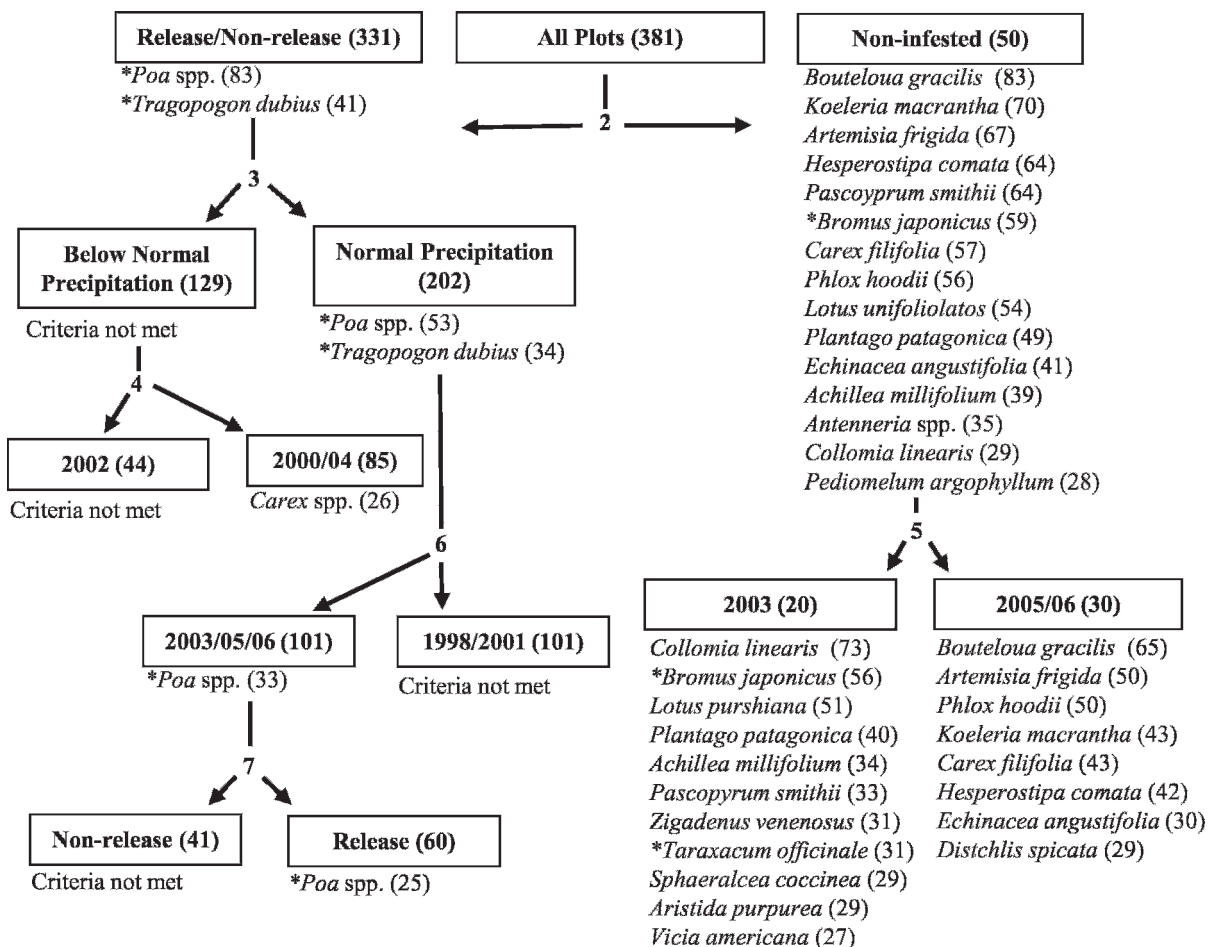 All Plots (381)
2
Release/Non-release (331)
*Poa spp. (83)
*Tragopogon dubius (41)
3
Below Normal
Precipitation (129)
Criteria not met
4
2002 (44)
Criteria not met
2000/04 (85)
Carex spp. (26)
Normal Precipitation
(202)
*Poa spp. (53)
*Tragopogon dubius (34)
6
2003/05/06 (101)
*Poa spp. (33)
7
Non-release (41)
Criteria not met
Release (60)
*Poa spp. (25)
1998/2001 (101)
Criteria not met
Non-infested (50)
Bouteloua gracilis (83)
Koeleria macrantha (70)
Artemisia frigida (67)
Hesperostipa comata (64)
Pascoyprum smithii (64)
*Bromus japonicus (59)
Carex filifolia (57)
Phlox hoodii (56)
Lotus unifoliolatos (54)
Plantago patagonica (49)
Echinacea angustifolia (41)
Achillea millifolium (39)
Antenneria spp. (35)
Collomia linearis (29)
Pediomelum argophyllum (28)
5
2003 (20)
Collomia linearis (73)
*Bromus japonicus (56)
Lotus purshiana (51)
Plantago patagonica (40)
Achillea millifolium (34)
Pascopyrum smithii (33)
Zigadenus venenosus (31)
*Taraxacum officinale (31)
Sphaeralcea coccinea (29)
Aristida purpurea (29)
Vicia americana (27)
2005/06 (30)
Bouteloua gracilis (65)
Artemisia frigida (50)
Phlox hoodii (50)
Koeleria macrantha (43)
Carex filifolia (43)
Hesperostipa comata (42)
Echinacea angustifolia (30)
Distchlis spicata (29)